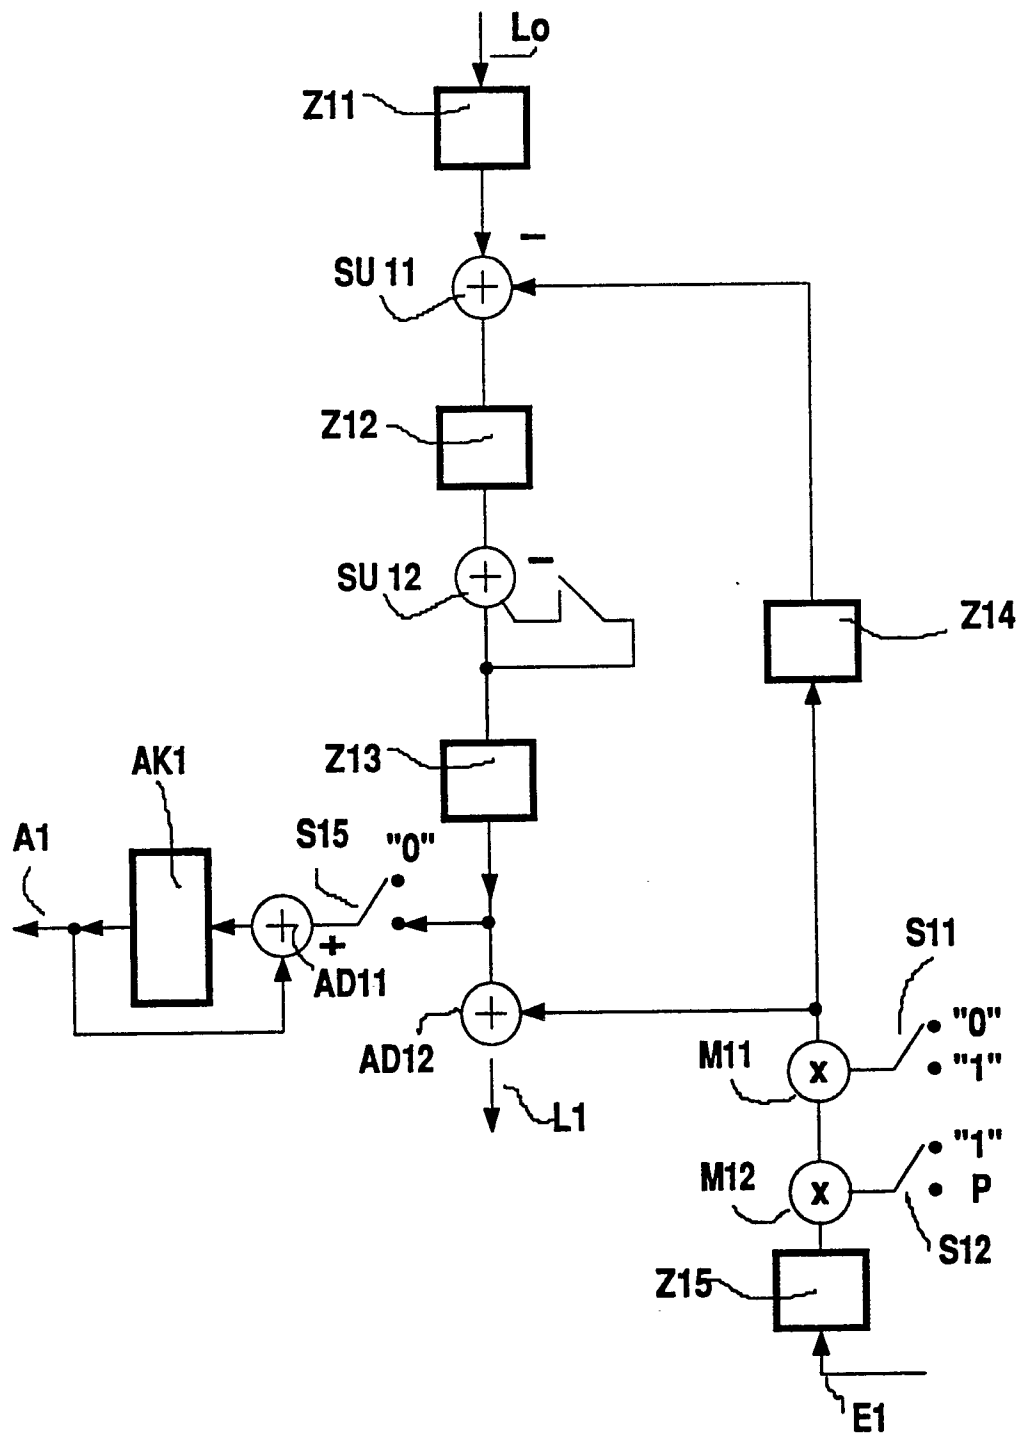 Lo
Z11
−
SU 11
Z12
−
SU 12
Z14
Z13
AK1
A1
S15
"0"
+
AD11
S11
"0"
AD12
M11
"1"
L1
"1"
M12
P
S12
Z15
E1
+
+
+
+
x
x